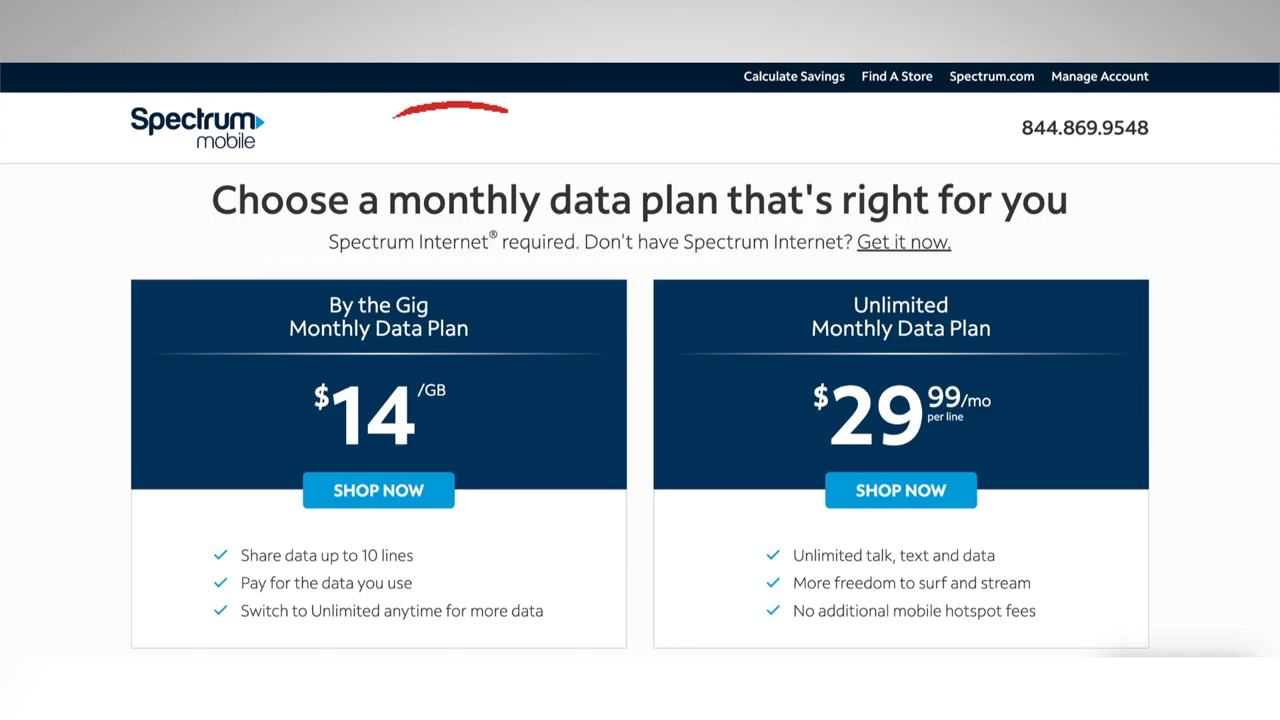 Calculate Savings Find A Store Spectrum.com Manage Account
Spectrum
mobile
844.869.9548
Choose a monthly data plan that's right for you
Spectrum Internet® required. Don't have Spectrum Internet? Get it now.
By the Gig
Monthly Data Plan
$14/GB
SHOP NOW
Share data up to 10 lines
Pay for the data you use
Switch to Unlimited anytime for more data
Unlimited
Monthly Data Plan
$29 99/mo
per line
SHOP NOW
Unlimited talk, text and data
More freedom to surf and stream
No additional mobile hotspot fees